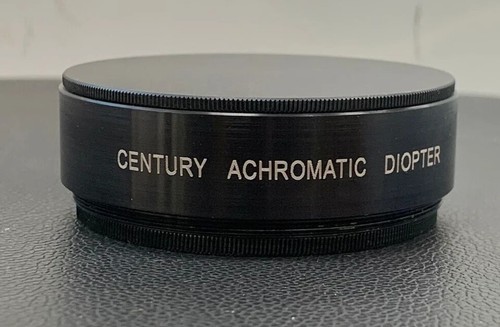 CENTURY ACHROMATIC DIOPTER